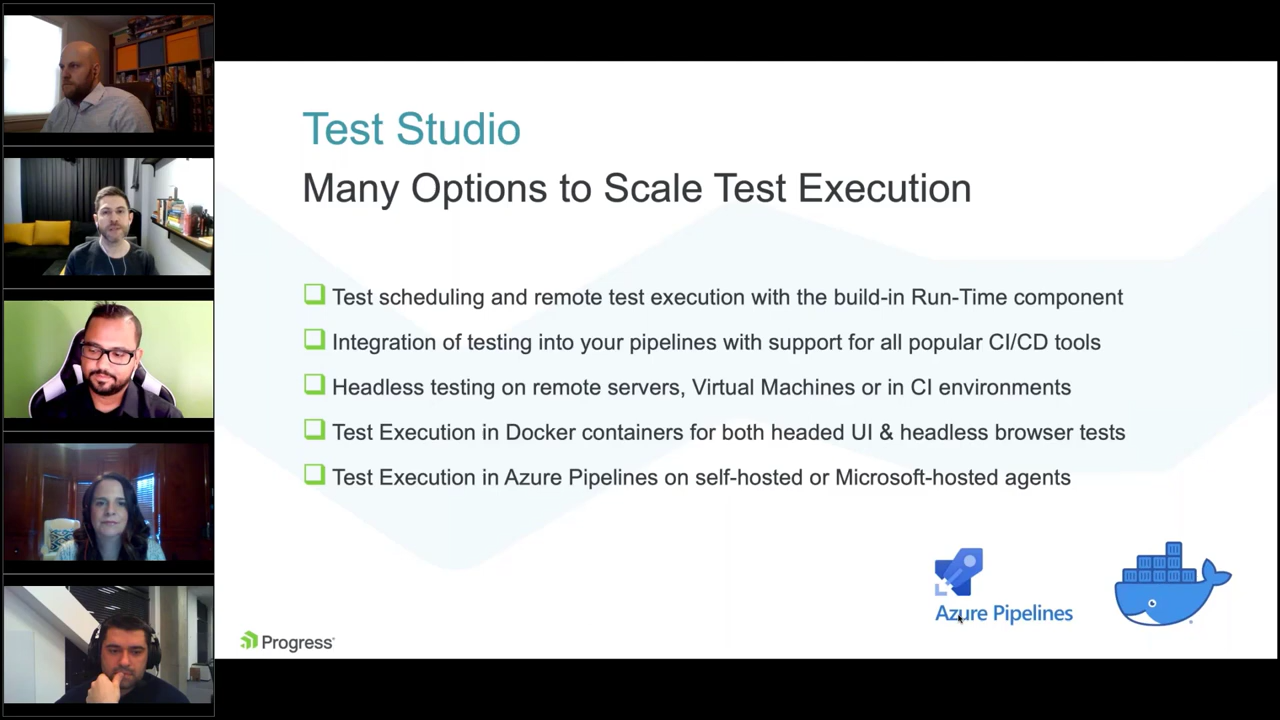 Test Studio
Many Options to Scale Test Execution
Test scheduling and remote test execution with the build-in Run-Time component
Integration of testing into your pipelines with support for all popular CI/CD tools
Headless testing on remote servers, Virtual Machines or in CI environments
Test Execution in Docker containers for both headed UI & headless browser tests
Test Execution in Azure Pipelines on self-hosted or Microsoft-hosted agents
Azure Pipelines
Progress